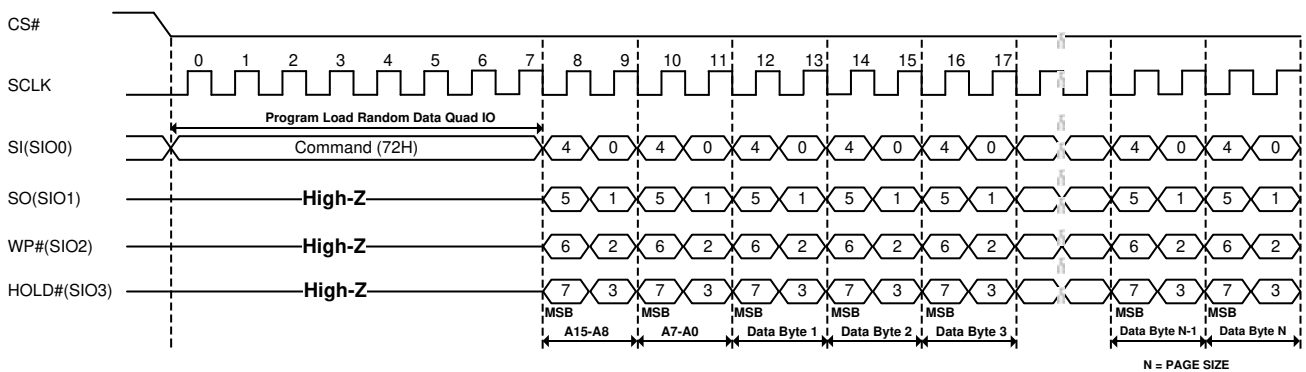 CS#
0 1 2 3 4 5 6 7 8 9 10 11 12 13 14 15 16 17
SCLK
Program Load Random Data Quad IO
SI(SIO0) Command (72H) 4 0 4 0 4 0 4 0 4 0 4 0 4 0
SO(SIO1) High-Z 5 1 5 1 5 1 5 1 5 1 5 1 5 1
WP#(SIO2) High-Z 6 2 6 2 6 2 6 2 6 2 6 2 6 2
HOLD#(SIO3) High-Z 7 3 7 3 7 3 7 3 7 3 7 3 7 3
MSB MSB MSB MSB MSB MSB MSB
A15-A8 A7-A0 Data Byte 1 Data Byte 2 Data Byte 3 Data Byte N-1 Data Byte N
N = PAGE SIZE